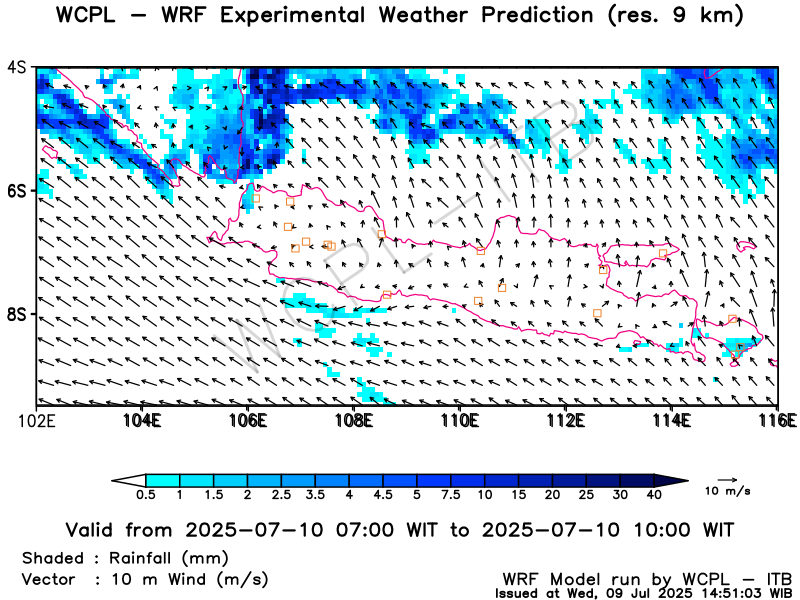 WCPL – WRF Experimental Weather Prediction (res. 9 km)
4S
6S
8S
102E 104E 106E 108E 110E 112E 114E 116E
WCPL-ITB
0.5 1 1.5 2 2.5 3.5 4 4.5 5 7.5 10 15 20 25 30 40
10 m/s
Valid from 2025-07-10 07:00 WIT to 2025-07-10 10:00 WIT
Shaded : Rainfall (mm)
Vector : 10 m Wind (m/s)
WRF Model run by WCPL – ITB
Issued at Wed, 09 Jul 2025 14:51:03 WIB